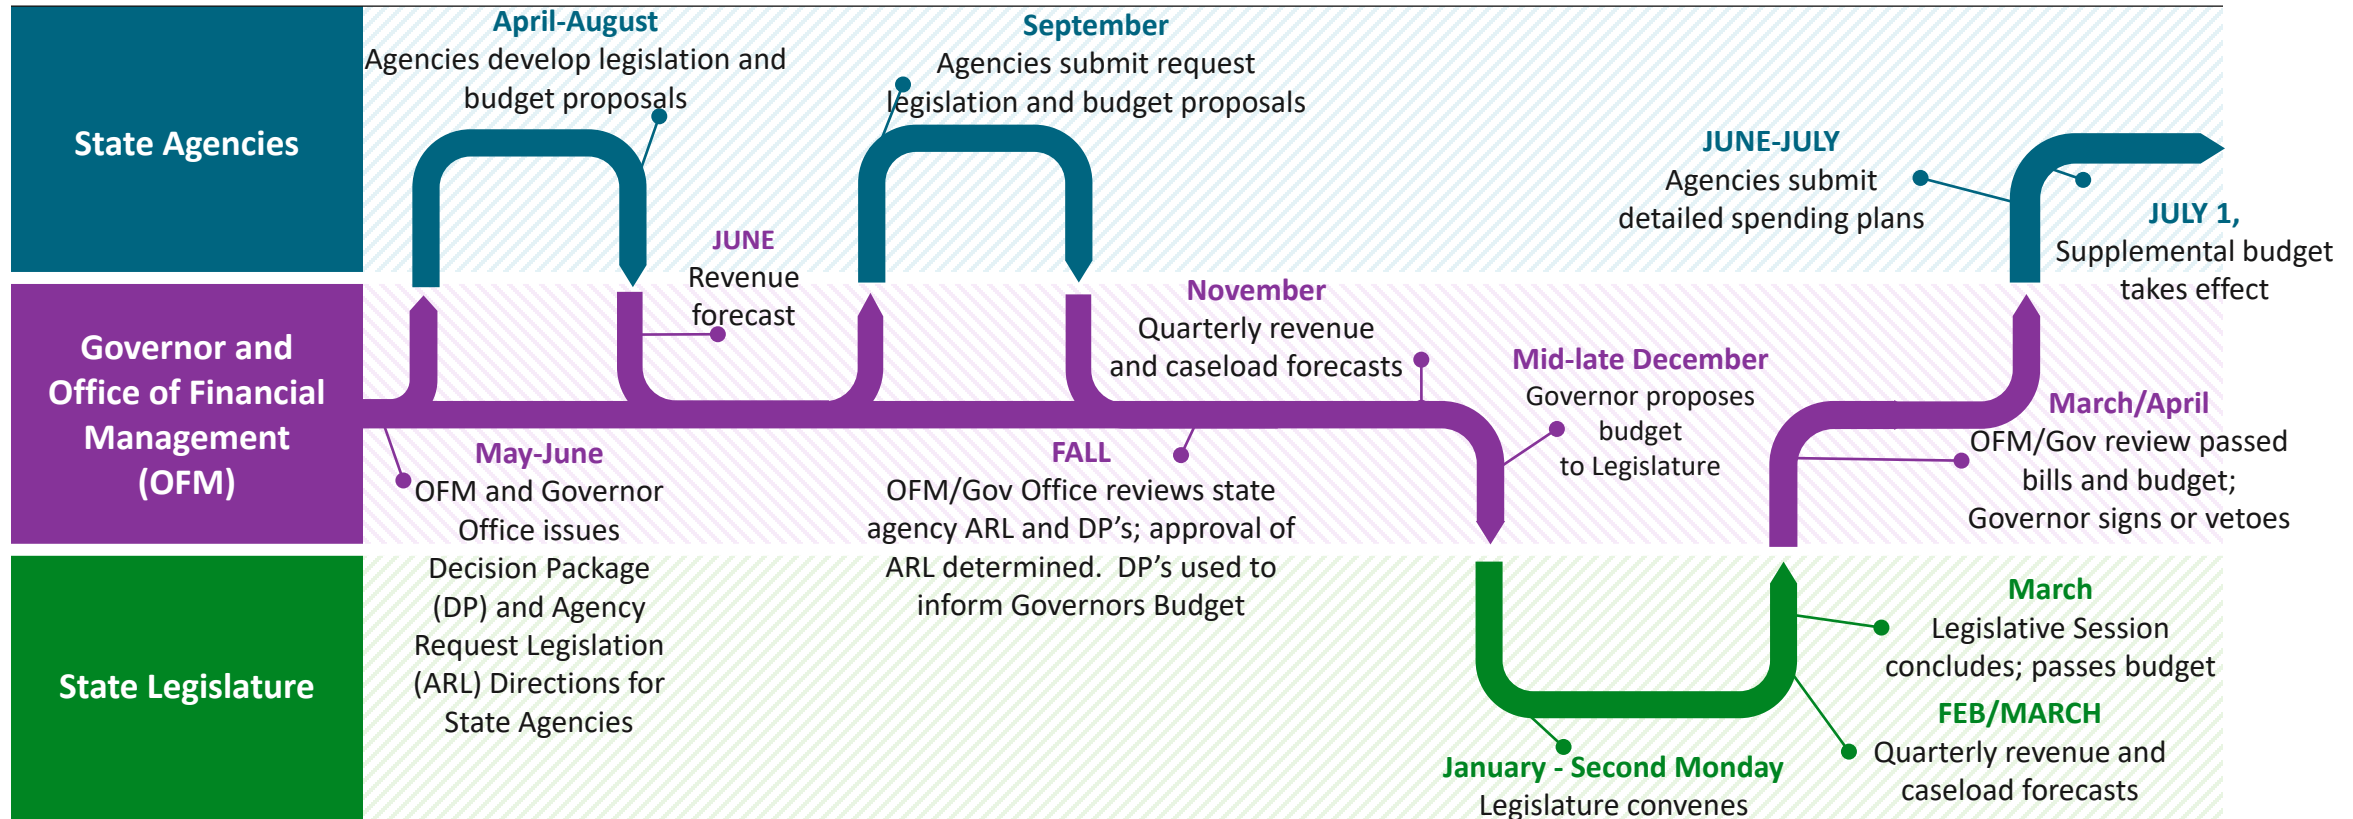 State Agencies
April-August
Agencies develop legislation and
budget proposals
September
Agencies submit request
legislation and budget proposals
JUNE-JULY
Agencies submit
detailed spending plans
JULY 1,
Supplemental budget
takes effect
Governor and
Office of Financial
Management
(OFM)
May-June
OFM and Governor
Office issues
Decision Package
(DP) and Agency
Request Legislation
(ARL) Directions for
State Agencies
JUNE
Revenue
forecast
FALL
OFM/Gov Office reviews state
agency ARL and DP’s; approval of
ARL determined.  DP’s used to
inform Governors Budget
November
Quarterly revenue
and caseload forecasts
Mid-late December
Governor proposes
budget
to Legislature
March/April
OFM/Gov review passed
bills and budget;
Governor signs or vetoes
State Legislature
January - Second Monday
Legislature convenes
March
Legislative Session
concludes; passes budget
FEB/MARCH
Quarterly revenue and
caseload forecasts